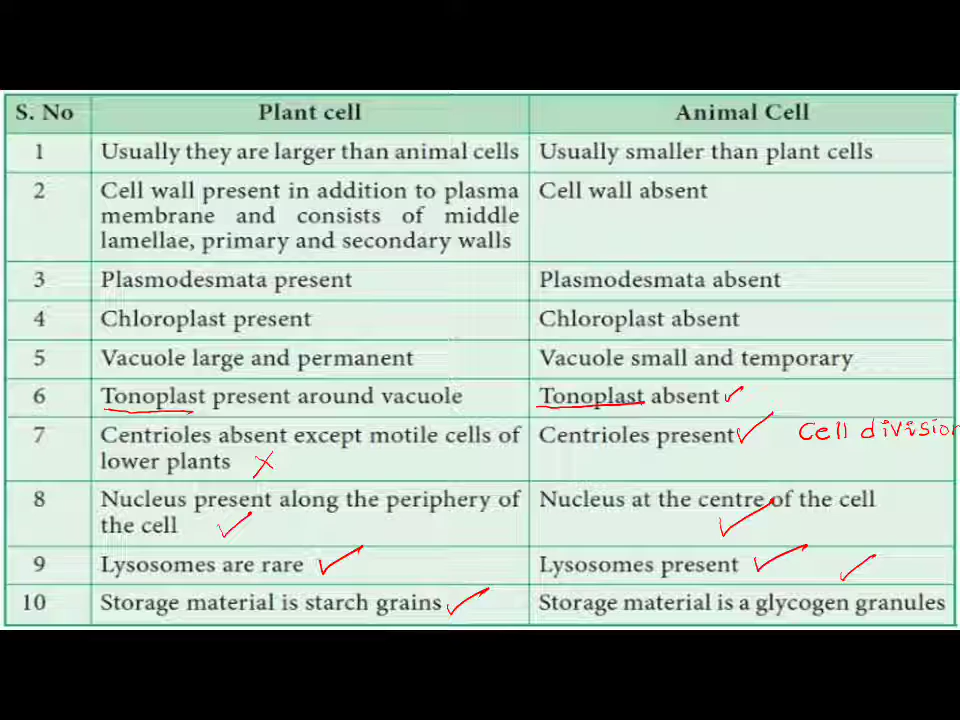 S. No Plant cell Animal Cell
1 Usually they are larger than animal cells Usually smaller than plant cells
2 Cell wall present in addition to plasma Cell wall absent
membrane and consists of middle
lamellae, primary and secondary walls
3 Plasmodesmata present Plasmodesmata absent
4 Chloroplast present Chloroplast absent
5 Vacuole large and permanent Vacuole small and temporary
6 Tonoplast present around vacuole Tonoplast absent
7 Centrioles absent except motile cells of Centrioles present Cell division
lower plants
8 Nucleus present along the periphery of Nucleus at the centre of the cell
the cell
9 Lysosomes are rare Lysosomes present
10 Storage material is starch grains Storage material is a glycogen granules